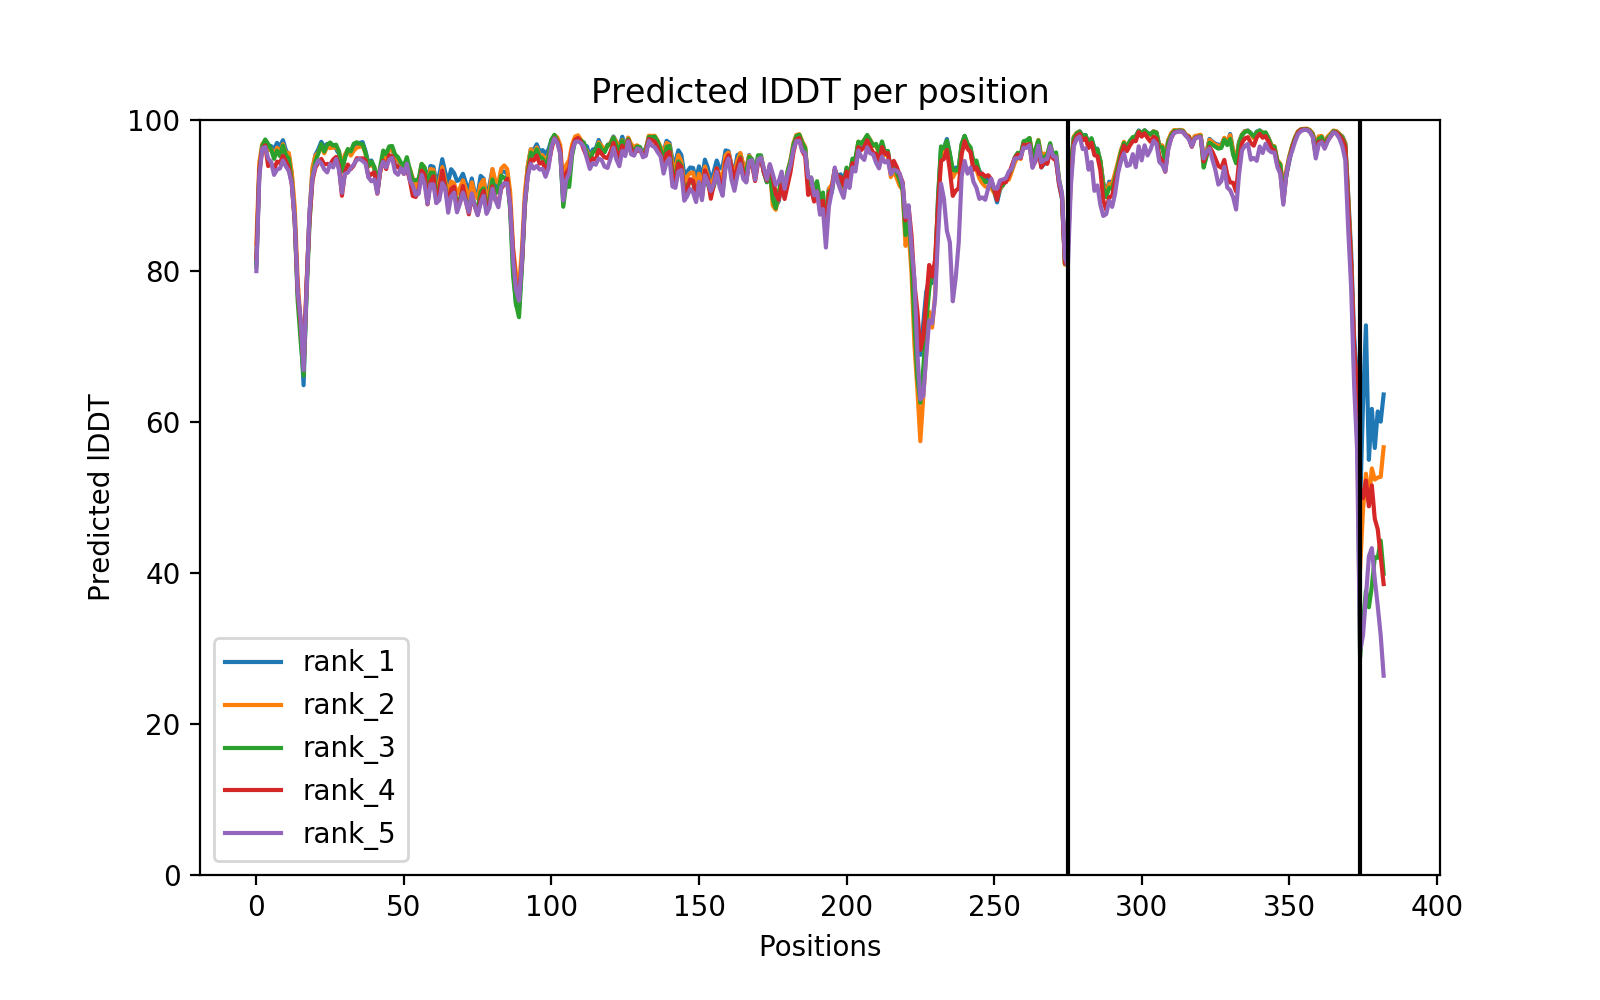 Predicted lDDT per position
100
80
60
40
20
0
Predicted lDDT
rank_1
rank_2
rank_3
rank_4
rank_5
0 50 100 150 200 250 300 350 400
Positions